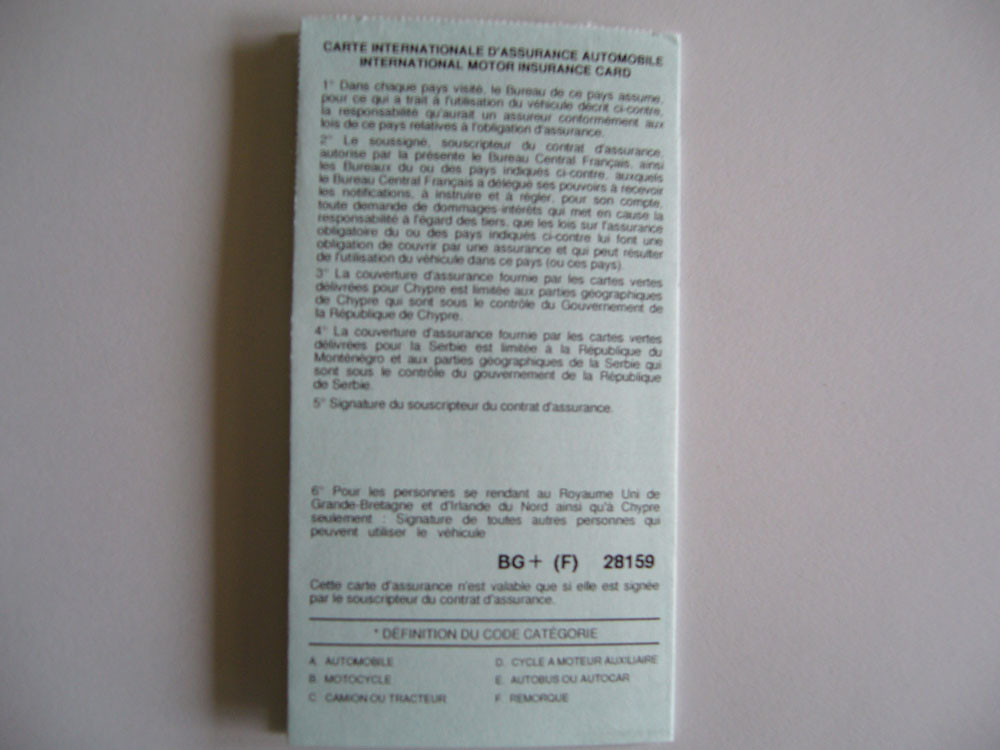 CARTE INTERNATIONALE D'ASSURANCE AUTOMOBILE
INTERNATIONAL MOTOR INSURANCE CARD
1° Dans chaque pays visité, le Bureau de ce pays assume,
pour ce qui a trait à l'utilisation du véhicule décrit ci-contre,
la responsabilité qu'aurait un assureur conformément aux
lois de ce pays relatives à l'obligation d'assurance.
2° Le soussigné, souscripteur du contrat d'assurance,
autorise par la présente le Bureau Central Français, ainsi
les Bureaux du ou des pays indiqués ci-contre, auxquels
le Bureau Central Français a délégué ses pouvoirs à recevoir
les notifications, à instruire et à régler, pour son compte,
toute demande de dommages-intérêts qui met en cause la
responsabilité à l'égard des tiers, que les lois sur l'assurance
obligatoire du ou des pays indiqués ci-contre lui font une
obligation de couvrir par une assurance et qui peut résulter
de l'utilisation du véhicule dans ce pays (ou ces pays).
3° La couverture d'assurance fournie par les cartes vertes
délivrées pour Chypre est limitée aux parties géographiques
de Chypre qui sont sous le contrôle du Gouvernement de
la République de Chypre.
4° La couverture d'assurance fournie par les cartes vertes
délivrées pour la Serbie est limitée à la République du
Monténégro et aux parties géographiques de la Serbie qui
sont sous le contrôle du gouvernement de la République
de Serbie.
5° Signature du souscripteur du contrat d'assurance.
6° Pour les personnes se rendant au Royaume Uni de
Grande-Bretagne et d'Irlande du Nord ainsi qu'à Chypre
seulement : Signature de toutes autres personnes qui
peuvent utiliser le véhicule
BG+ (F) 28159
Cette carte d'assurance n'est valable que si elle est signée
par le souscripteur du contrat d'assurance.
* DÉFINITION DU CODE CATÉGORIE
A. AUTOMOBILE
B. MOTOCYCLE
C. CAMION OU TRACTEUR
D. CYCLE A MOTEUR AUXILIAIRE
E. AUTOBUS OU AUTOCAR
F. REMORQUE